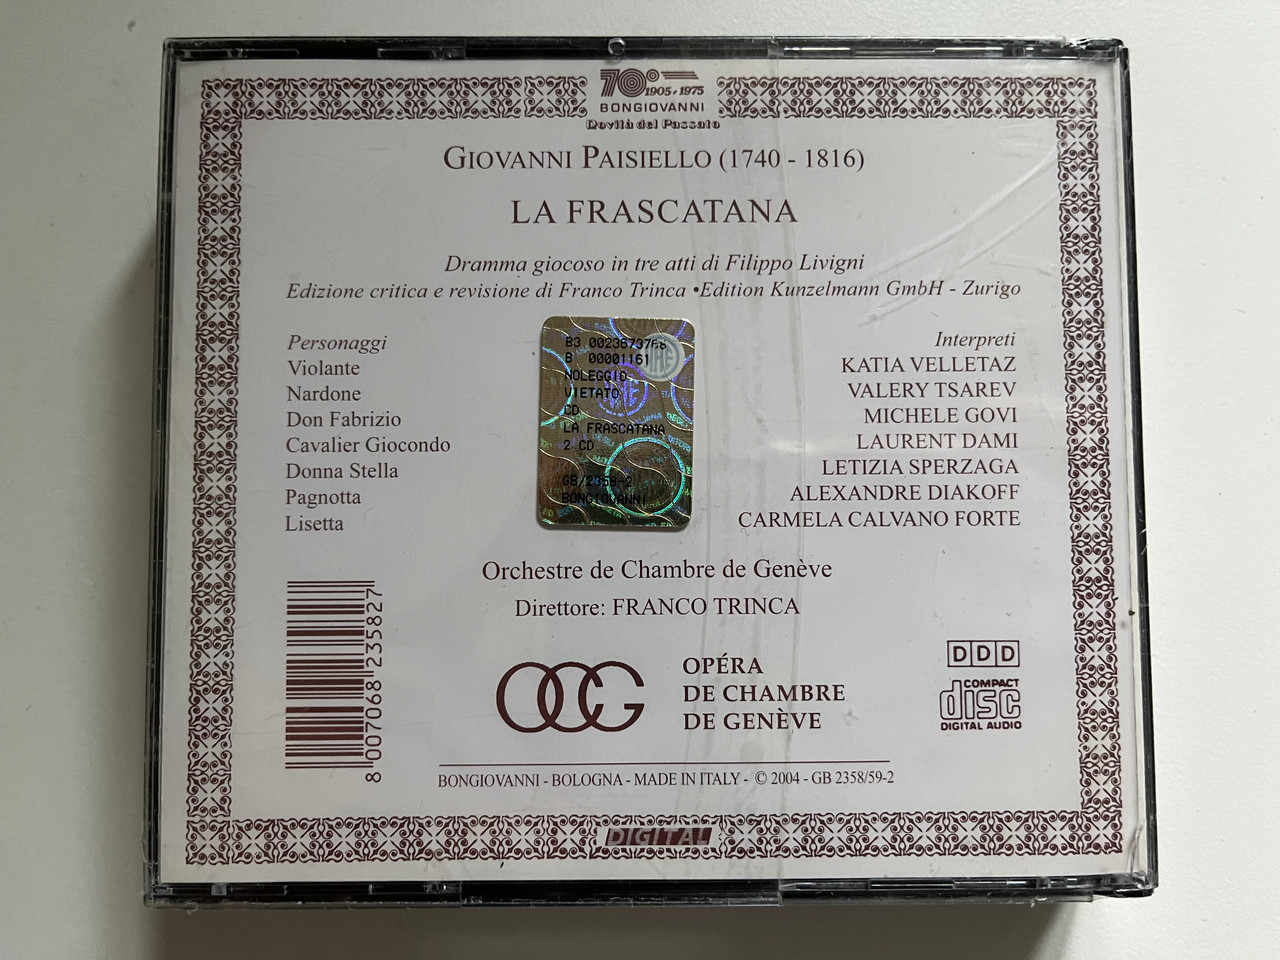 70°
1905 - 1975
BONGIOVANNI
Novità del Passato
GIOVANNI PAISIELLO (1740 - 1816)
LA FRASCATANA
Dramma giocoso in tre atti di Filippo Livigni
Edizione critica e revisione di Franco Trinca •Edition Kunzelmann GmbH - Zurigo
Personaggi
Violante
Nardone
Don Fabrizio
Cavalier Giocondo
Donna Stella
Pagnotta
Lisetta
B3 0023673768
B 00001161
NOLEGGIO
VIETATO
CD
LA FRASCATANA
2 CD
GB/2358-2
BONGIOVANNI
Interpreti
KATIA VELLETAZ
VALERY TSAREV
MICHELE GOVI
LAURENT DAMI
LETIZIA SPERZAGA
ALEXANDRE DIAKOFF
CARMELA CALVANO FORTE
Orchestre de Chambre de Genève
Direttore: FRANCO TRINCA
8 007068 235827
OCG
OPÉRA
DE CHAMBRE
DE GENÈVE
DDD
COMPACT
disc
DIGITAL AUDIO
BONGIOVANNI - BOLOGNA - MADE IN ITALY - © 2004 - GB 2358/59-2
DIGITAL